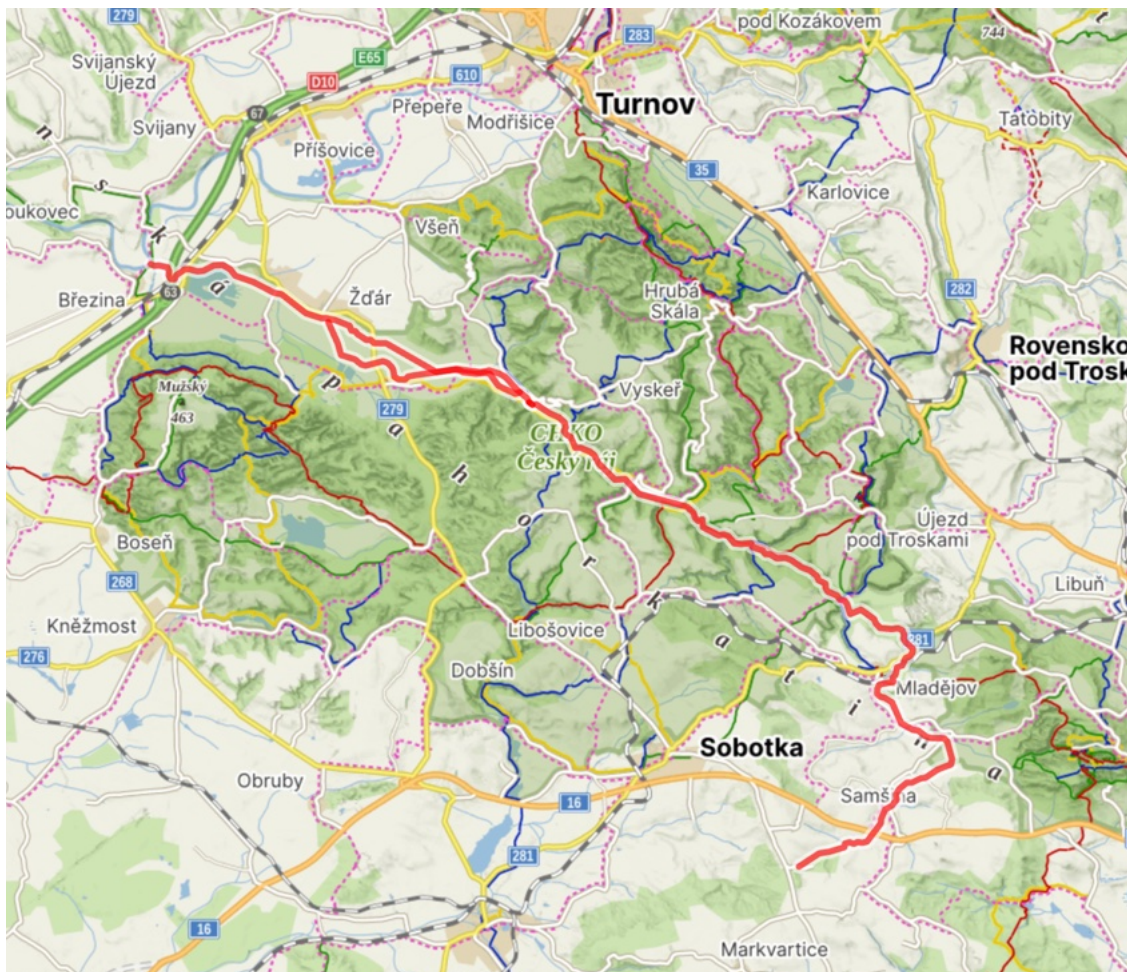 279
E65
283
pod Kozákovem
744
Svijanský
Újezd
D10
610
67
Přepeře
Turnov
Svijany
Modřišice
Tatobity
Příšovice
35
Karlovice
n
s
k
á
p
a
h
o
r
k
a
t
i
n
a
oukovec
Všeň
Březina
63
Žďár
Hrubá
Skála
282
Rovensko
pod Trosk
Mužský
463
279
Vyskeř
CHKO
Český ráj
Boseň
Újezd
pod Troskami
268
Libuň
Kněžmost
Libošovice
281
276
Dobšín
Mladějov
Sobotka
Obruby
16
Samšina
281
16
Markvartice